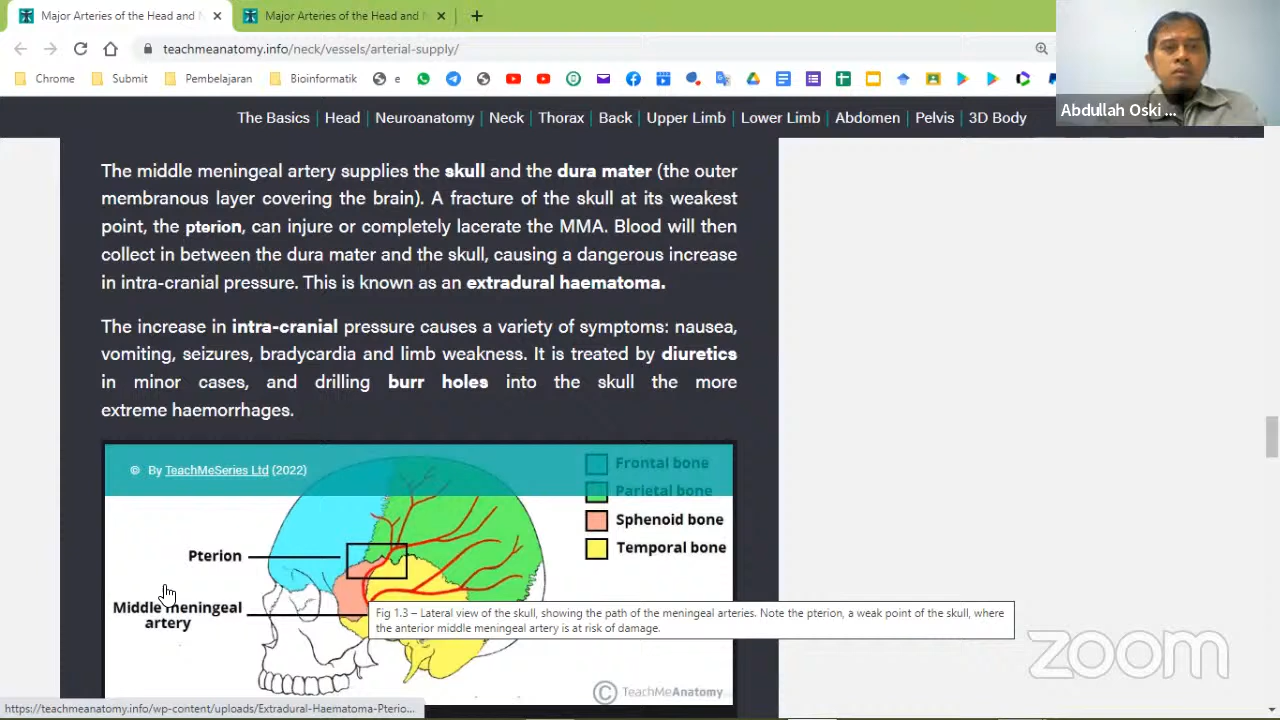 Major Arteries of the Head and N
Major Arteries of the Head and N
teachmeanatomy.info/neck/vessels/arterial-supply/
Chrome
Submit
Pembelajaran
Bioinformatik
e
Abdullah Oski ...
The Basics | Head | Neuroanatomy | Neck | Thorax | Back | Upper Limb | Lower Limb | Abdomen | Pelvis | 3D Body
The middle meningeal artery supplies the skull and the dura mater (the outer
membranous layer covering the brain). A fracture of the skull at its weakest
point, the pterion, can injure or completely lacerate the MMA. Blood will then
collect in between the dura mater and the skull, causing a dangerous increase
in intra-cranial pressure. This is known as an extradural haematoma.
The increase in intra-cranial pressure causes a variety of symptoms: nausea,
vomiting, seizures, bradycardia and limb weakness. It is treated by diuretics
in minor cases, and drilling burr holes into the skull the more
extreme haemorrhages.
© By TeachMeSeries Ltd (2022)
Frontal bone
Parietal bone
Sphenoid bone
Temporal bone
Pterion
Middle meningeal
artery
Fig 1.3 – Lateral view of the skull, showing the path of the meningeal arteries. Note the pterion, a weak point of the skull, where
the anterior middle meningeal artery is at risk of damage.
© TeachMeAnatomy
zoom
https://teachmeanatomy.info/wp-content/uploads/Extradural-Haematoma-Pterio...